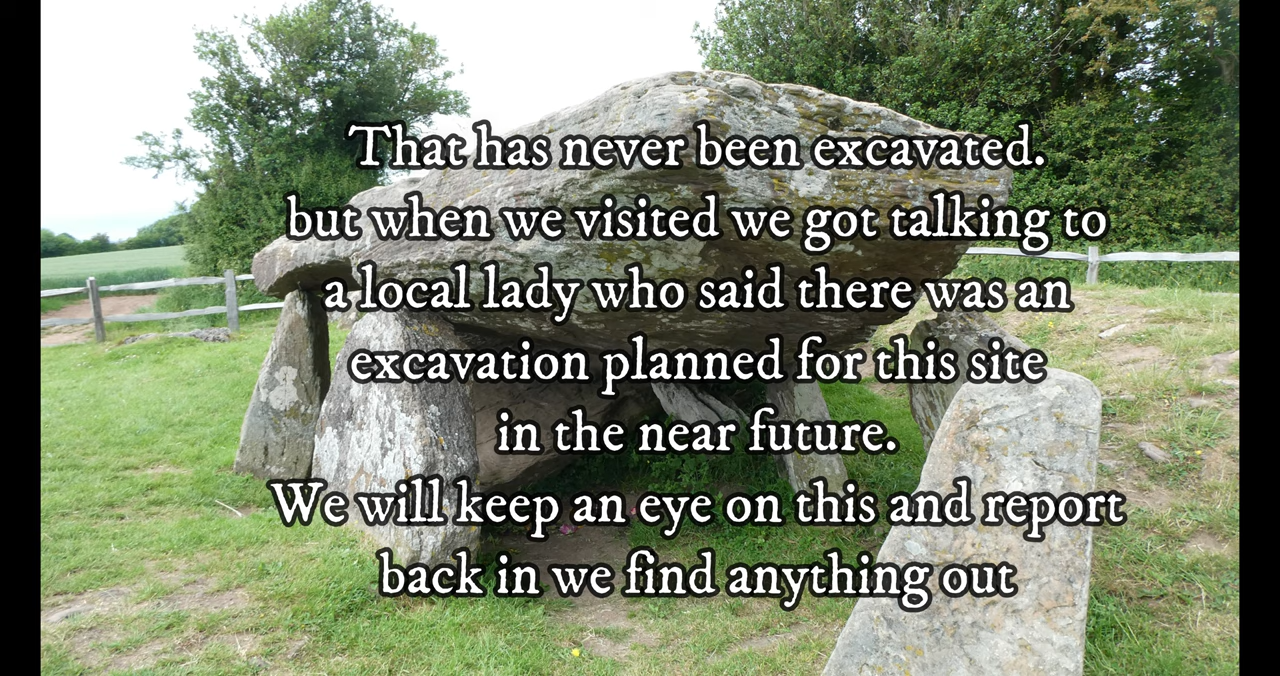 That has never been excavated.
but when we visited we got talking to
a local lady who said there was an
excavation planned for this site
in the near future.
We will keep an eye on this and report
back in we find anything out